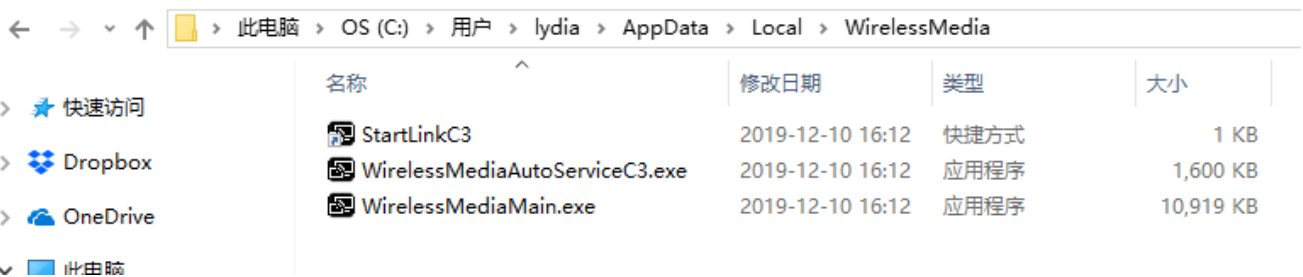 此电脑 › OS (C:) › 用户 › lydia › AppData › Local › WirelessMedia
名称 修改日期 类型 大小
快速访问
StartLinkC3 2019-12-10 16:12 快捷方式 1 KB
Dropbox
WirelessMediaAutoServiceC3.exe 2019-12-10 16:12 应用程序 1,600 KB
WirelessMediaMain.exe 2019-12-10 16:12 应用程序 10,919 KB
OneDrive
此电脑